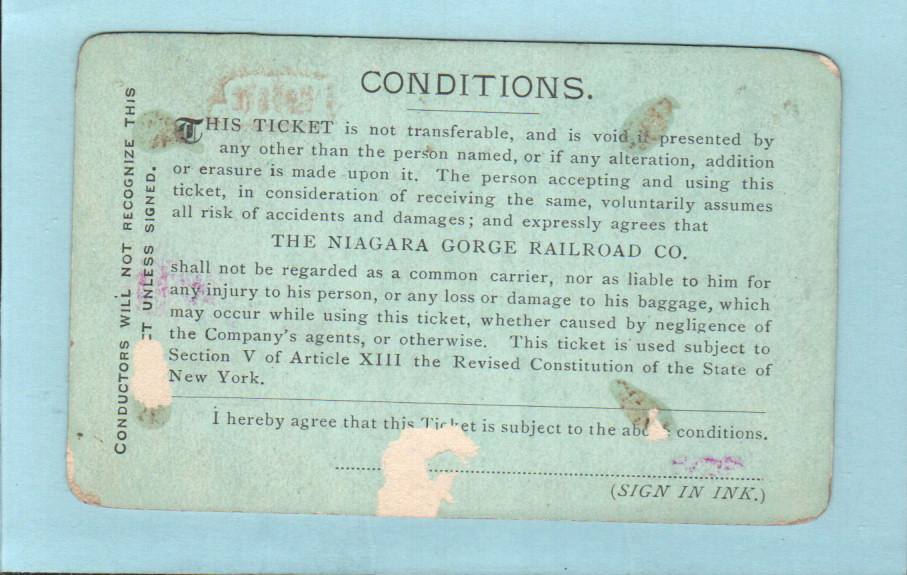 CONDITIONS.
THIS TICKET is not transferable, and is void, if presented by
any other than the person named, or if any alteration, addition
or erasure is made upon it. The person accepting and using this
ticket, in consideration of receiving the same, voluntarily assumes
all risk of accidents and damages; and expressly agrees that
THE NIAGARA GORGE RAILROAD CO.
shall not be regarded as a common carrier, nor as liable to him for
any injury to his person, or any loss or damage to his baggage, which
may occur while using this ticket, whether caused by negligence of
the Company's agents, or otherwise. This ticket is used subject to
Section V of Article XIII the Revised Constitution of the State of
New York.
I hereby agree that this Ticket is subject to the above conditions.
(SIGN IN INK.)
CONDUCTORS WILL NOT RECOGNIZE THIS
UNLESS SIGNED.